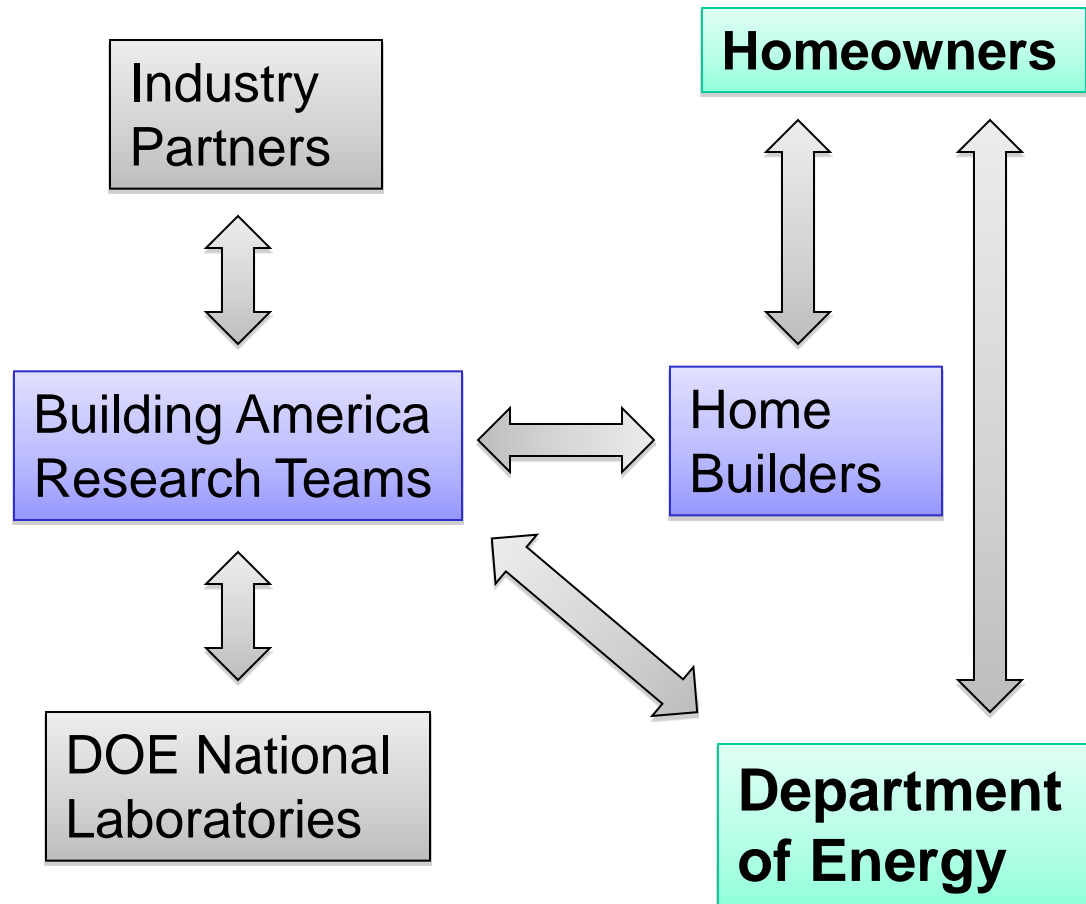 Homeowners
Industry
Partners
Building America
Research Teams
Home
Builders
DOE National
Laboratories
Department
of Energy